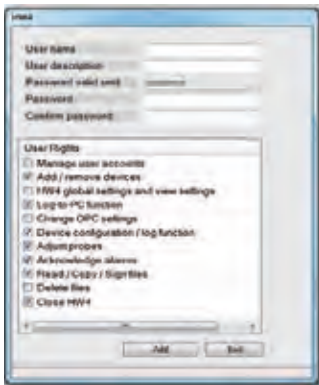 HW4
User name
User description
Password valid until
Password
Confirm password
User Rights
Manage user accounts
Add / remove devices
HW4 global settings and view settings
Log to PC function
Change OPC settings
Device configuration / log function
Adjust probes
Acknowledge alarms
Read / Copy / Sign files
Delete files
Close HW4
Add
Exit